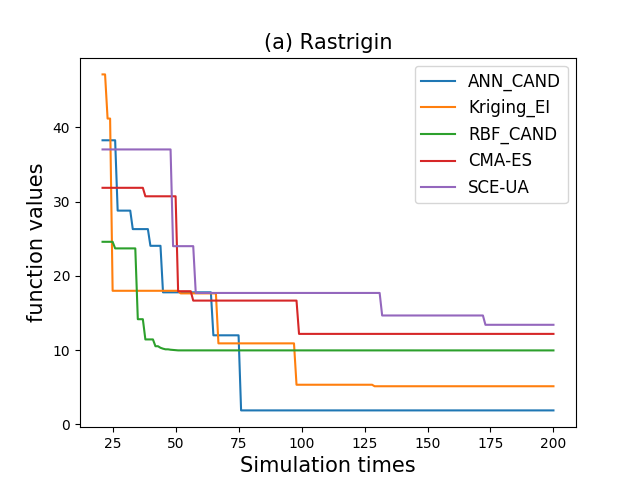 (a) Rastrigin
ANN_CAND
Kriging_EI
RBF_CAND
CMA-ES
SCE-UA
function values
40
30
20
10
0
25 50 75 100 125 150 175 200
Simulation times